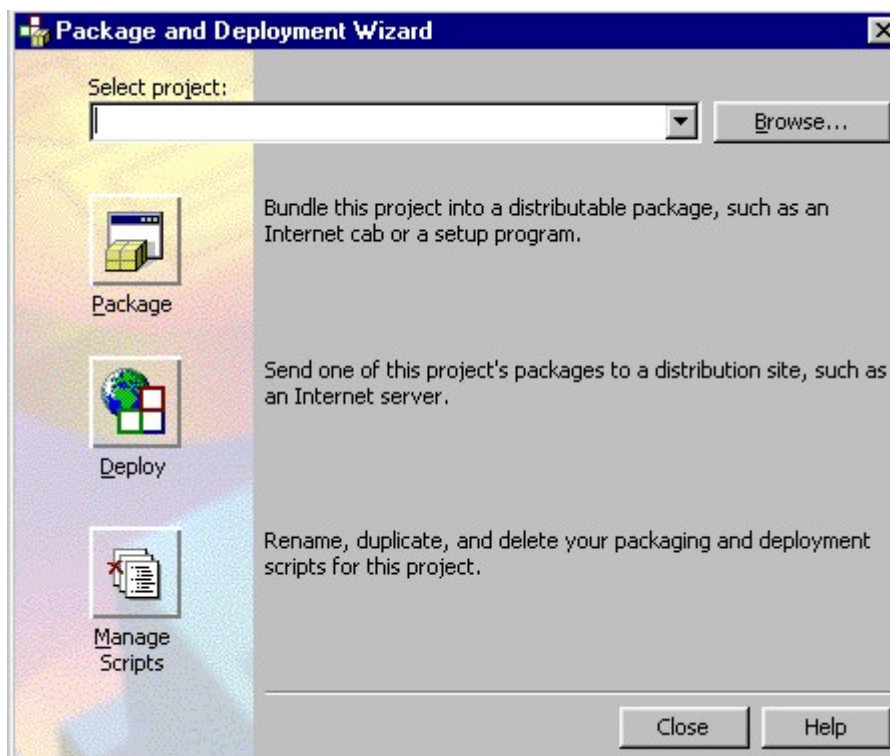 Package and Deployment Wizard
Select project:
Browse...
Bundle this project into a distributable package, such as an
Internet cab or a setup program.
Package
Send one of this project's packages to a distribution site, such as
an Internet server.
Deploy
Rename, duplicate, and delete your packaging and deployment
scripts for this project.
Manage
Scripts
Close
Help